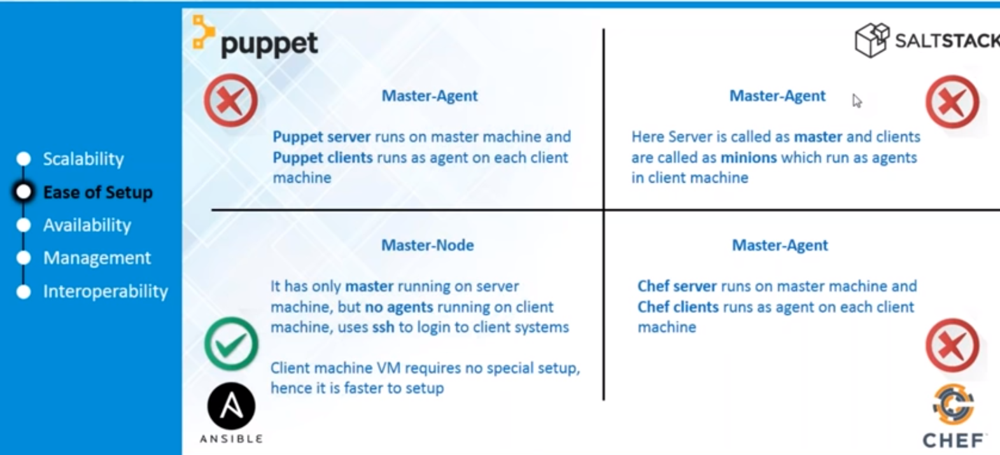 Scalability
Ease of Setup
Availability
Management
Interoperability
puppet
Master-Agent
Puppet server runs on master machine and
Puppet clients runs as agent on each client
machine
SALTSTACK
Master-Agent
Here Server is called as master and clients
are called as minions which run as agents
in client machine
Master-Node
It has only master running on server
machine, but no agents running on client
machine, uses ssh to login to client systems
Client machine VM requires no special setup,
hence it is faster to setup
ANSIBLE
Master-Agent
Chef server runs on master machine and
Chef clients runs as agent on each client
machine
CHEF